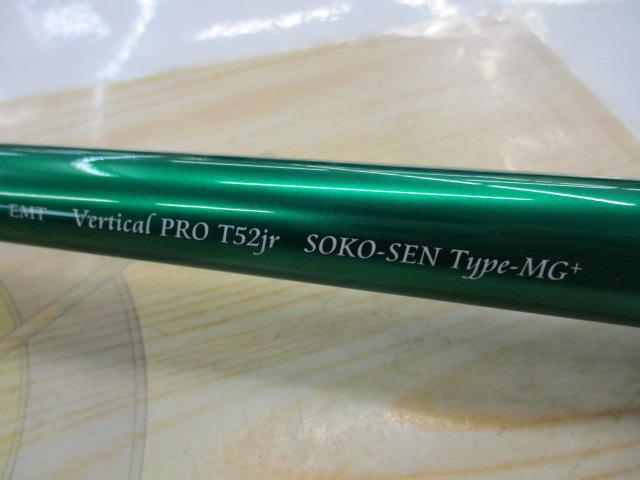 EMT Vertical PRO T52jr SOKO-SEN Type-MG+